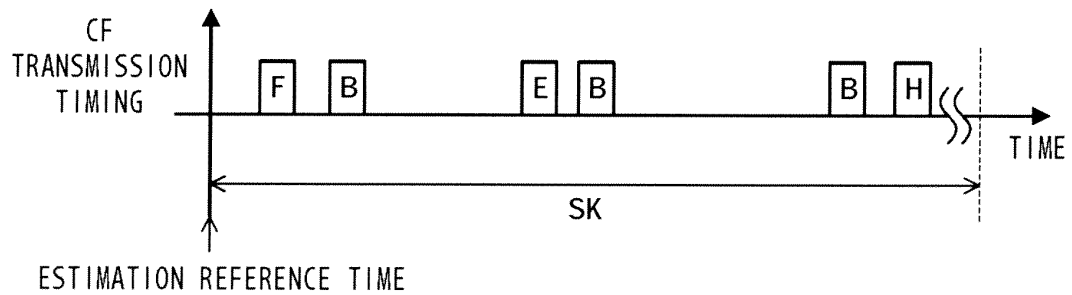 CF
TRANSMISSION
TIMING
F B E B B H
TIME
SK
ESTIMATION REFERENCE TIME